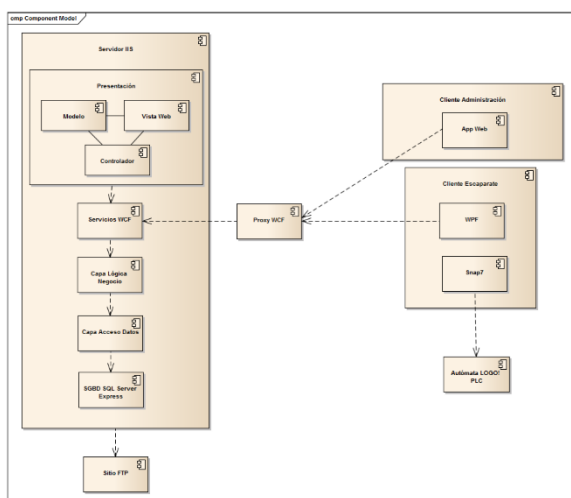 cmp Component Model
Servidor IIS
Presentación
Modelo
Vista Web
Controlador
Servicios WCF
Capa Lógica
Negocio
Capa Acceso Datos
SGBD SQL Server
Express
Sitio FTP
Proxy WCF
Cliente Administración
App Web
Cliente Escaparate
WPF
Snap7
Autómata LOGO!
PLC